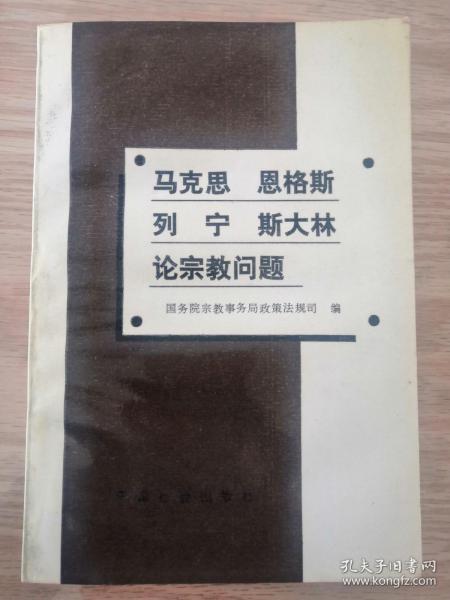 马克思 恩格斯
列 宁 斯大林
论宗教问题
国务院宗教事务局政策法规司 编
孔夫子旧书网
kongfz.com